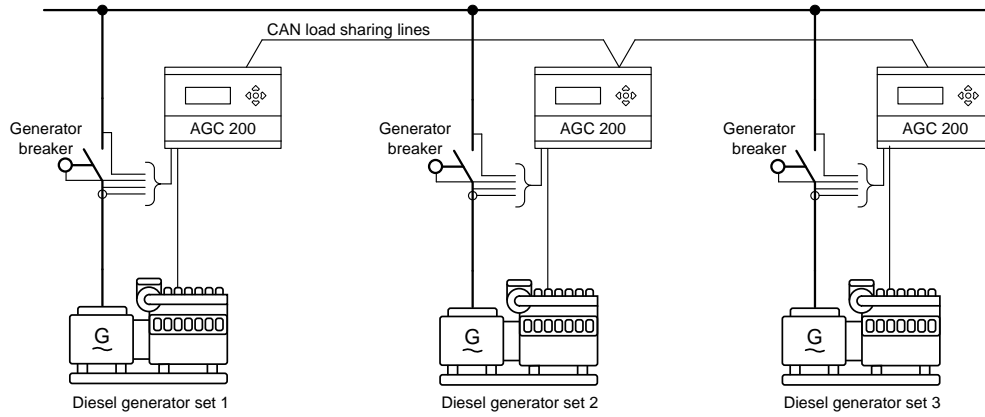 CAN load sharing lines
AGC 200
AGC 200
AGC 200
Generator
breaker
Generator
breaker
Generator
breaker
G
G
G
Diesel generator set 1
Diesel generator set 2
Diesel generator set 3